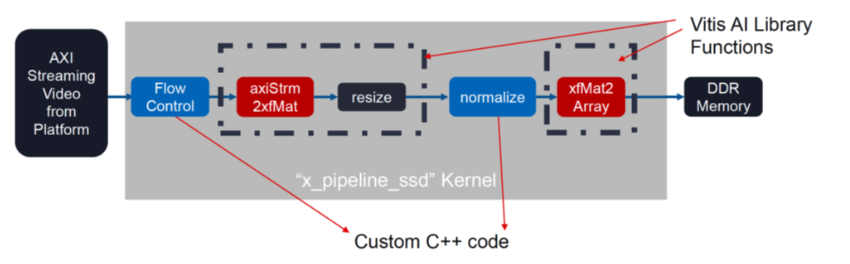 Vitis AI Library
Functions
AXI
Streaming
Video
from
Platform
Flow
Control
axiStrm
2xfMat
resize
normalize
xfMat2
Array
DDR
Memory
“x_pipeline_ssd” Kernel
Custom C++ code